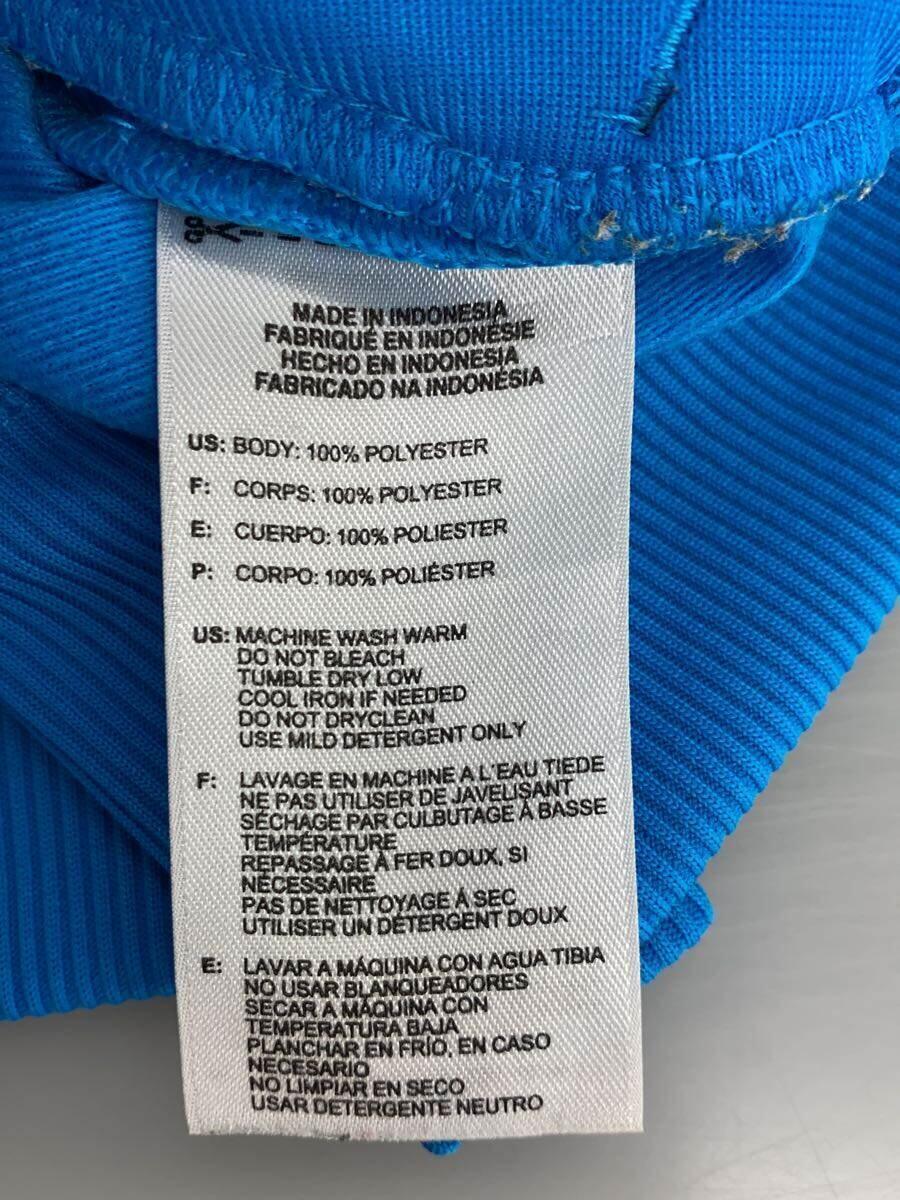 MADE IN INDONESIA
FABRIQUÉ EN INDONÉSIE
HECHO EN INDONESIA
FABRICADO NA INDONÉSIA
US: BODY: 100% POLYESTER
F: CORPS: 100% POLYESTER
E: CUERPO: 100% POLIESTER
P: CORPO: 100% POLIÉSTER
US: MACHINE WASH WARM
DO NOT BLEACH
TUMBLE DRY LOW
COOL IRON IF NEEDED
DO NOT DRYCLEAN
USE MILD DETERGENT ONLY
F: LAVAGE EN MACHINE A L'EAU TIEDE
NE PAS UTILISER DE JAVELISANT
SÉCHAGE PAR CULBUTAGE À BASSE
TEMPÉRATURE
REPASSAGE À FER DOUX, SI
NÉCESSAIRE
PAS DE NETTOYAGE À SEC
UTILISER UN DÉTERGENT DOUX
E: LAVAR A MÁQUINA CON AGUA TIBIA
NO USAR BLANQUEADORES
SECAR A MÁQUINA CON
TEMPERATURA BAJA
PLANCHAR EN FRÍO, EN CASO
NECESARIO
NO LIMPIAR EN SECO
USAR DETERGENTE NEUTRO